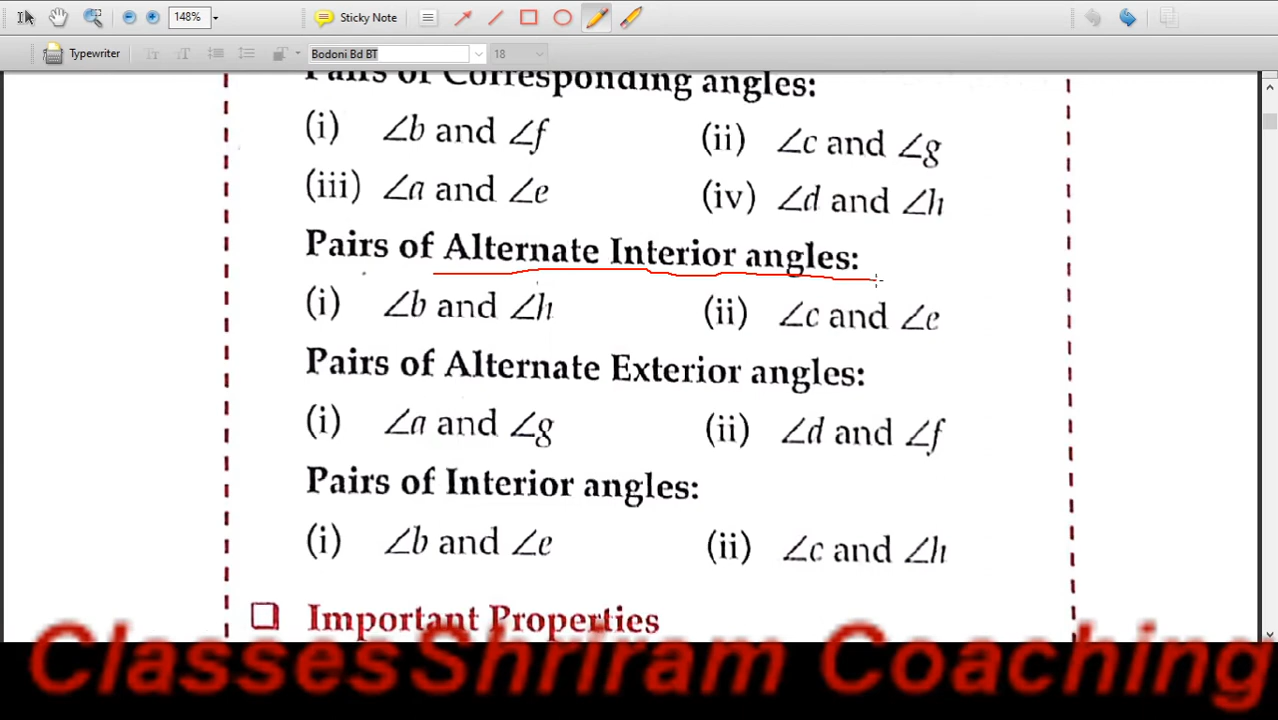 148% Sticky Note
Typewriter Bodoni Bd BT 18
Pairs of Corresponding angles:
(i) ∠b and ∠f (ii) ∠c and ∠g
(iii) ∠a and ∠e (iv) ∠d and ∠h
Pairs of Alternate Interior angles:
(i) ∠b and ∠h (ii) ∠c and ∠e
Pairs of Alternate Exterior angles:
(i) ∠a and ∠g (ii) ∠d and ∠f
Pairs of Interior angles:
(i) ∠b and ∠e (ii) ∠c and ∠h
Important Properties
Classes Shriram Coaching